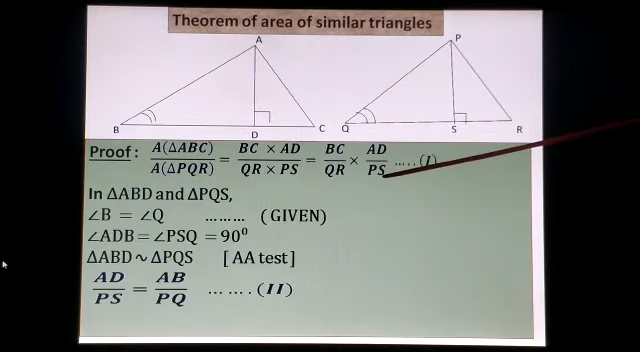 Theorem of area of similar triangles
A
P
B
D
C
Q
S
R
Proof : A(ΔABC)/A(ΔPQR) = BC × AD/QR × PS = BC/QR × AD/PS ..... (I)
In ΔABD and ΔPQS,
∠B = ∠Q ......... (GIVEN)
∠ADB = ∠PSQ = 90⁰
ΔABD ~ ΔPQS [ AA test ]
AD/PS = AB/PQ ... .... (II)